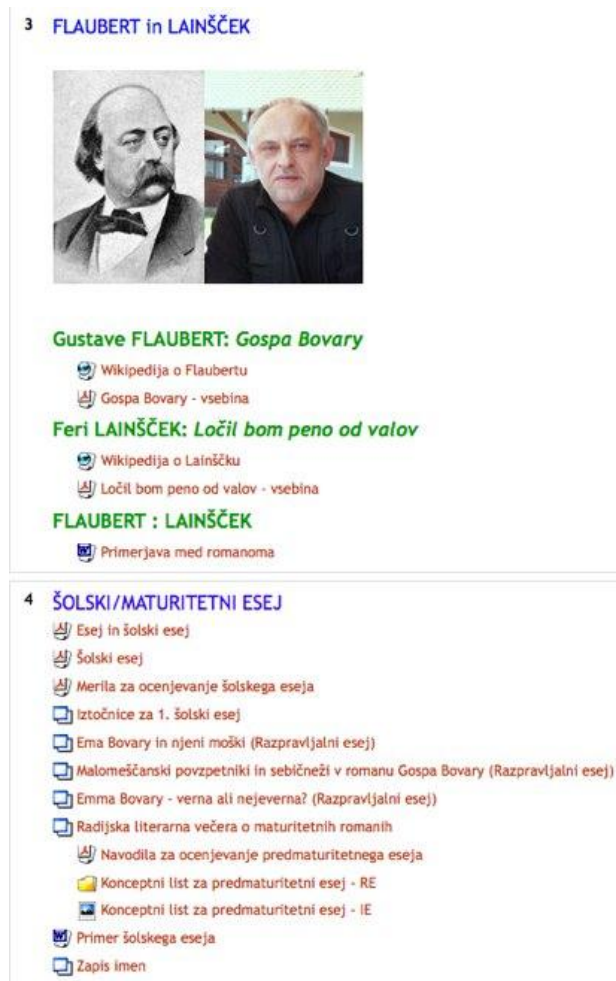 3 FLAUBERT in LAINŠČEK
Gustave FLAUBERT: Gospa Bovary
Wikipedija o Flaubertu
Gospa Bovary - vsebina
Feri LAINŠČEK: Ločil bom peno od valov
Wikipedija o Lainščku
Ločil bom peno od valov - vsebina
FLAUBERT : LAINŠČEK
Primerjava med romanoma
4 ŠOLSKI/MATURITETNI ESEJ
Esej in šolski esej
Šolski esej
Merila za ocenjevanje šolskega eseja
Iztočnice za 1. šolski esej
Ema Bovary in njeni moški (Razpravljalni esej)
Malomeščanski povzpetniki in sebičneži v romanu Gospa Bovary (Razpravljalni esej)
Emma Bovary - verna ali nejeverna? (Razpravljalni esej)
Radijska literarna večera o maturitetnih romanih
Navodila za ocenjevanje predmaturitetnega eseja
Konceptni list za predmaturitetni esej - RE
Konceptni list za predmaturitetni esej - IE
Primer šolskega eseja
Zapis imen